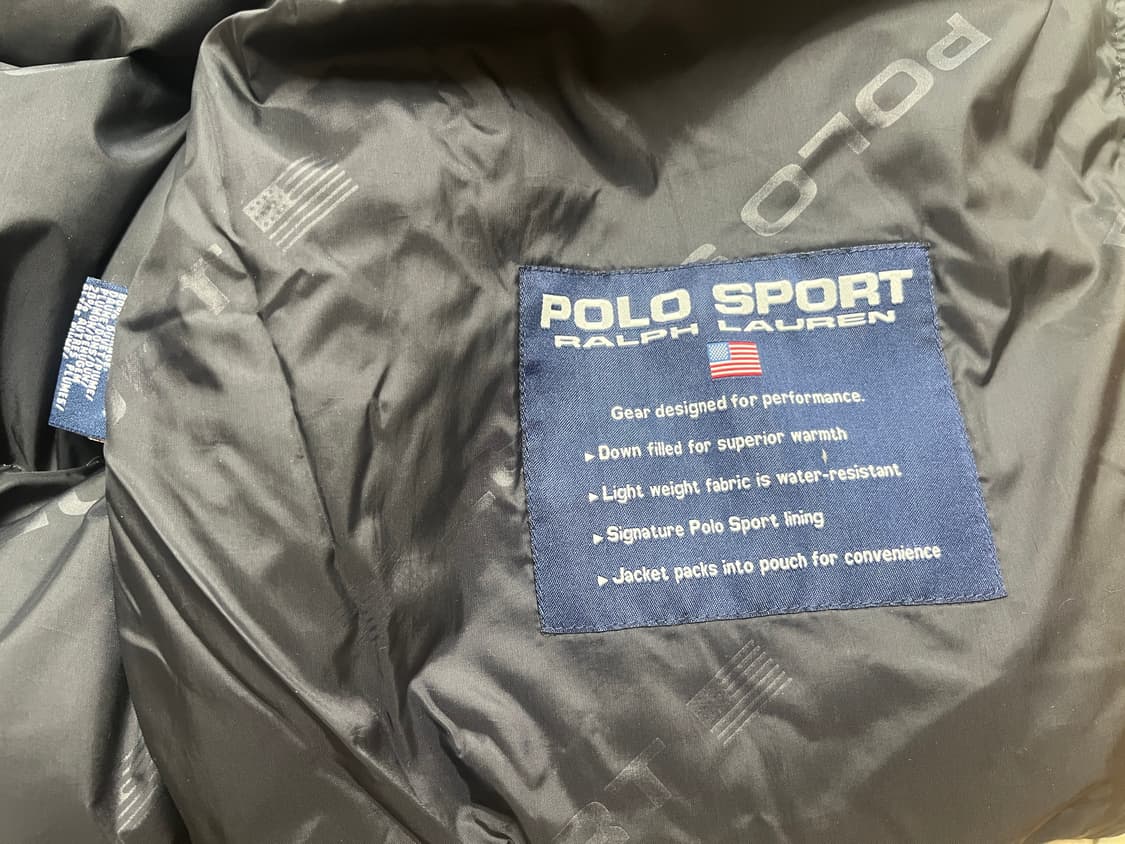 POLO
POLO SPORT
RALPH LAUREN
Gear designed for performance.
▸Down filled for superior warmth
▸Light weight fabric is water-resistant
▸Signature Polo Sport lining
▸Jacket packs into pouch for convenience